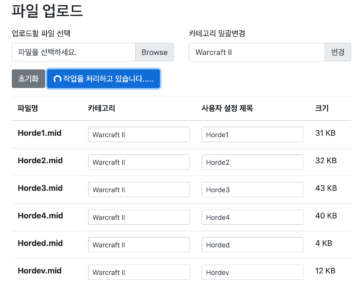 파일 업로드
업로드할 파일 선택 카테고리 일괄변경
파일을 선택하세요. Browse Warcraft II 변경
초기화 작업을 처리하고 있습니다.....
파일명 카테고리 사용자 설정 제목 크기
Horde1.mid Warcraft II Horde1 31 KB
Horde2.mid Warcraft II Horde2 32 KB
Horde3.mid Warcraft II Horde3 43 KB
Horde4.mid Warcraft II Horde4 40 KB
Horded.mid Warcraft II Horded 4 KB
Hordev.mid Warcraft II Hordev 12 KB